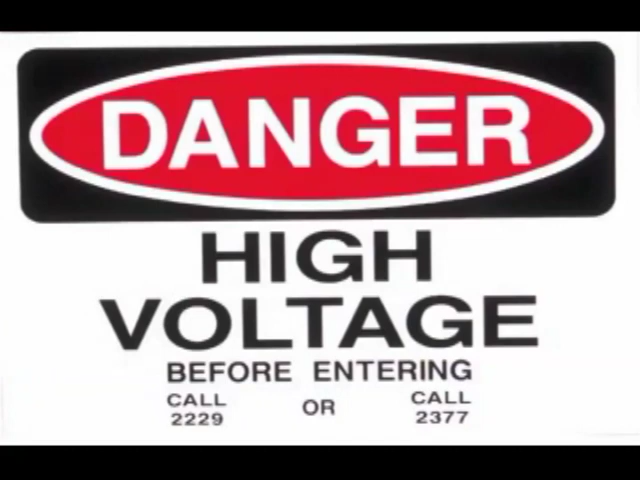 DANGER
HIGH
VOLTAGE
BEFORE ENTERING
CALL 2229 OR CALL 2377